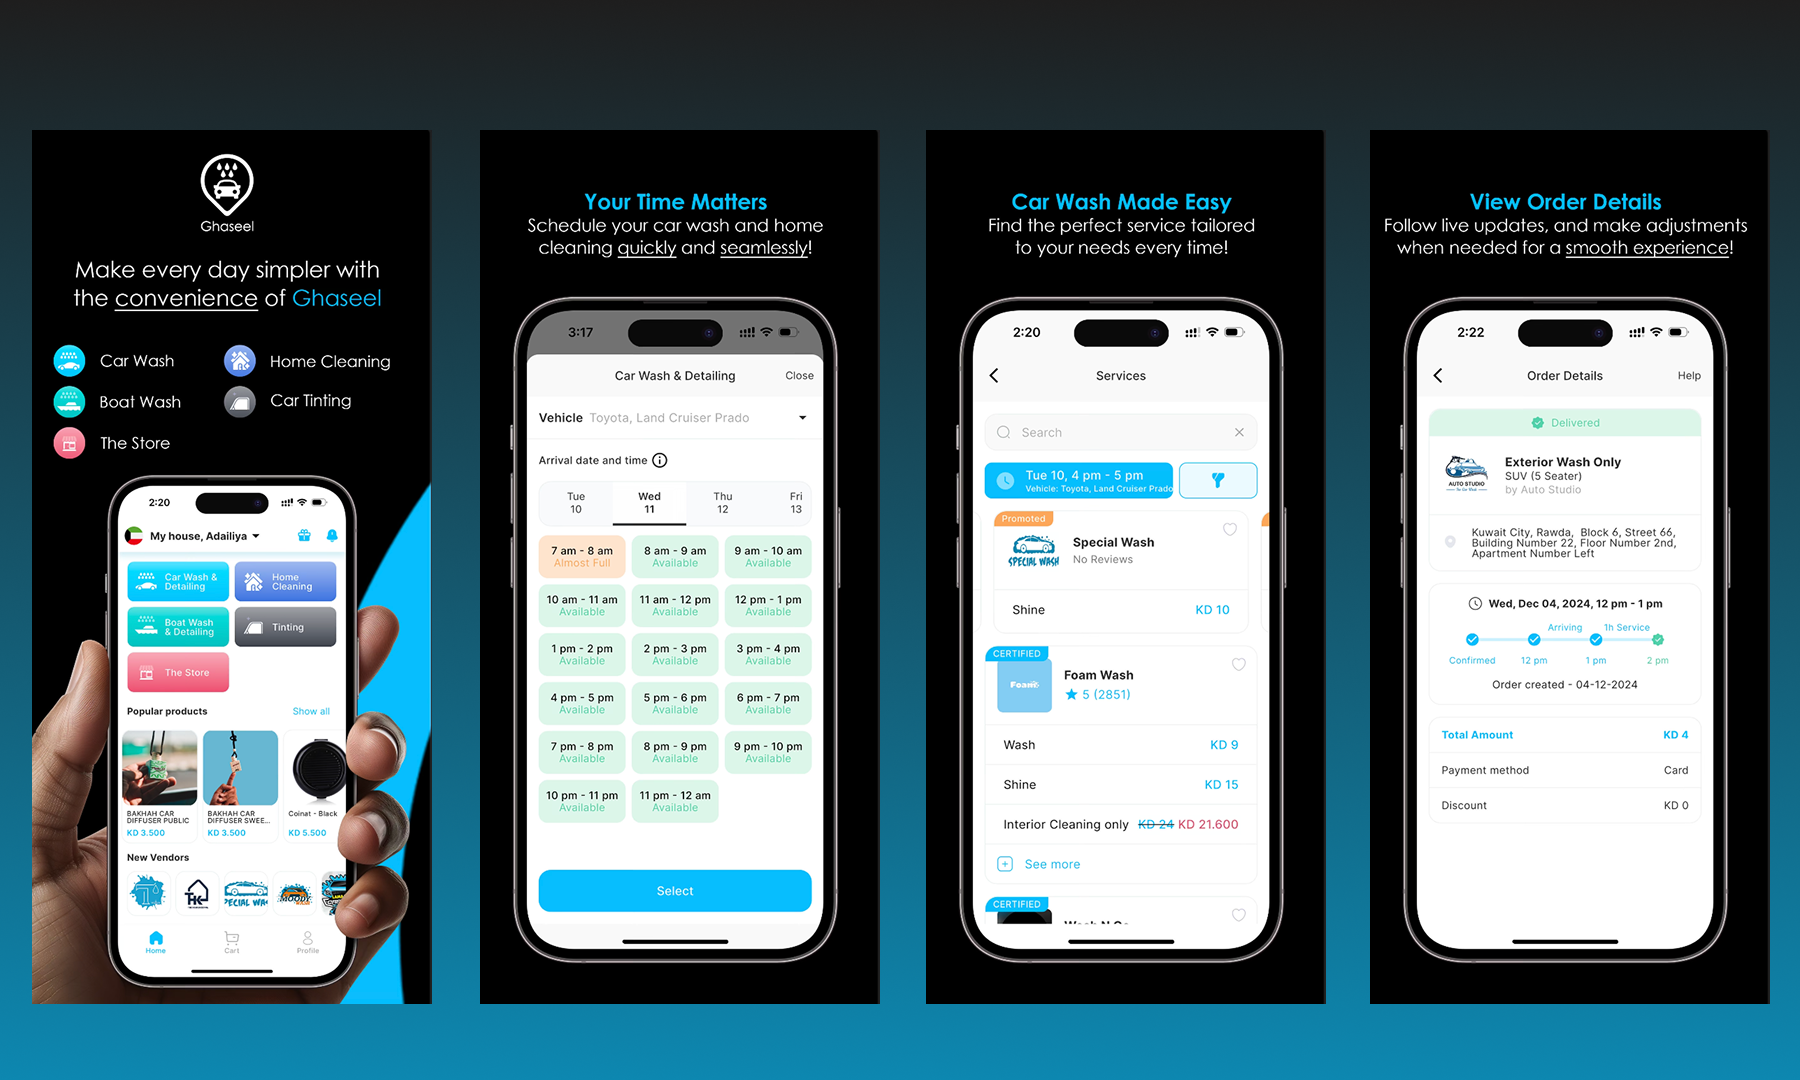 Ghaseel
Make every day simpler with
the convenience of Ghaseel
Car Wash
Home Cleaning
Boat Wash
Car Tinting
The Store
2:20
My house, Adailiya
Car Wash &
Detailing
Home
Cleaning
Boat Wash
& Detailing
Tinting
The Store
Popular products
Show all
BAKHAH CAR
DIFFUSER PUBLIC
KD 3.500
BAKHAH CAR
DIFFUSER SWEE...
KD 3.500
Coinat - Black
KD 5.500
New Vendors
SPECIAL WA
MOODY
Home
Cart
Profile
Your Time Matters
Schedule your car wash and home
cleaning quickly and seamlessly!
3:17
Car Wash & Detailing
Close
Vehicle Toyota, Land Cruiser Prado
Arrival date and time
Tue
10
Wed
11
Thu
12
Fri
13
7 am - 8 am
Almost Full
8 am - 9 am
Available
9 am - 10 am
Available
10 am - 11 am
Available
11 am - 12 pm
Available
12 pm - 1 pm
Available
1 pm - 2 pm
Available
2 pm - 3 pm
Available
3 pm - 4 pm
Available
4 pm - 5 pm
Available
5 pm - 6 pm
Available
6 pm - 7 pm
Available
7 pm - 8 pm
Available
8 pm - 9 pm
Available
9 pm - 10 pm
Available
10 pm - 11 pm
Available
11 pm - 12 am
Available
Select
Car Wash Made Easy
Find the perfect service tailored
to your needs every time!
2:20
Services
Search
Tue 10, 4 pm - 5 pm
Vehicle: Toyota, Land Cruiser Prado
Promoted
SPECIAL WASH
Special Wash
No Reviews
Shine
KD 10
CERTIFIED
Foam
Foam Wash
5 (2851)
Wash
KD 9
Shine
KD 15
Interior Cleaning only KD 24 KD 21.600
See more
CERTIFIED
View Order Details
Follow live updates, and make adjustments
when needed for a smooth experience!
2:22
Order Details
Help
Delivered
AUTO STUDIO
Exterior Wash Only
SUV (5 Seater)
by Auto Studio
Kuwait City, Rawda, Block 6, Street 66,
Building Number 22, Floor Number 2nd,
Apartment Number Left
Wed, Dec 04, 2024, 12 pm - 1 pm
Arriving
1h Service
Confirmed
12 pm
1 pm
2 pm
Order created - 04-12-2024
Total Amount
KD 4
Payment method
Card
Discount
KD 0